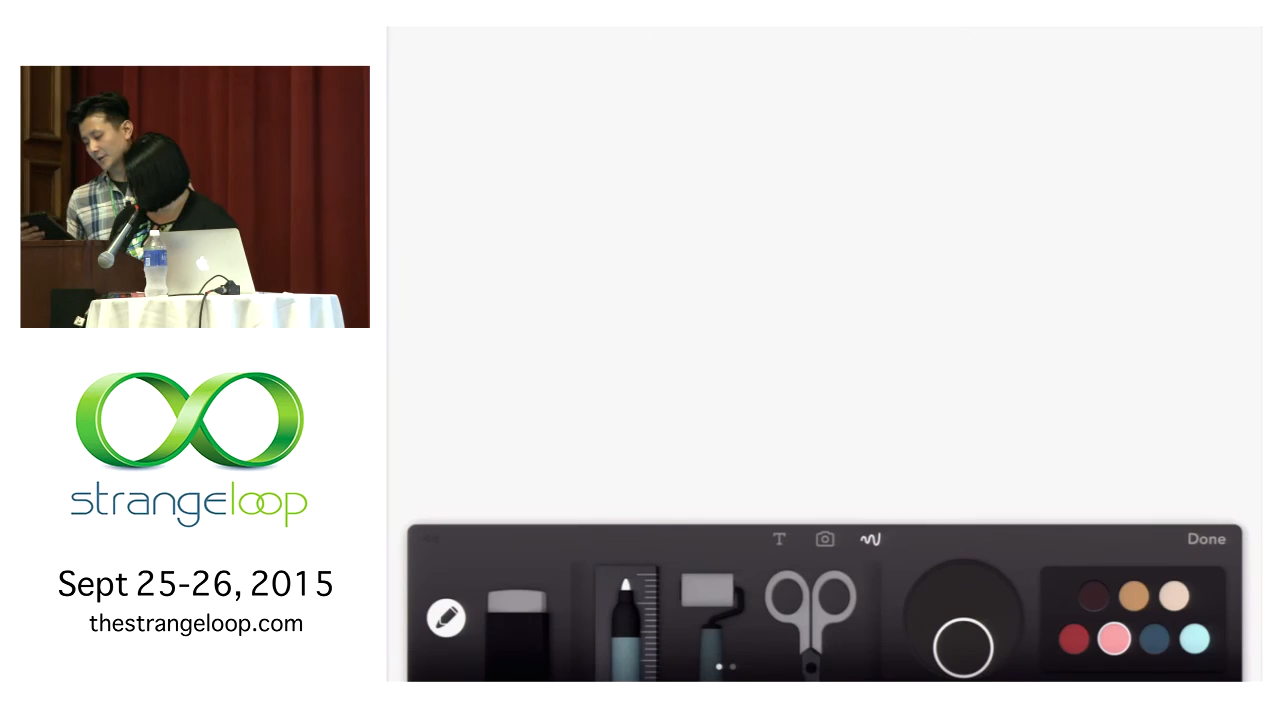 T
Done
strangeloop
Sept 25-26, 2015
thestrangeloop.com